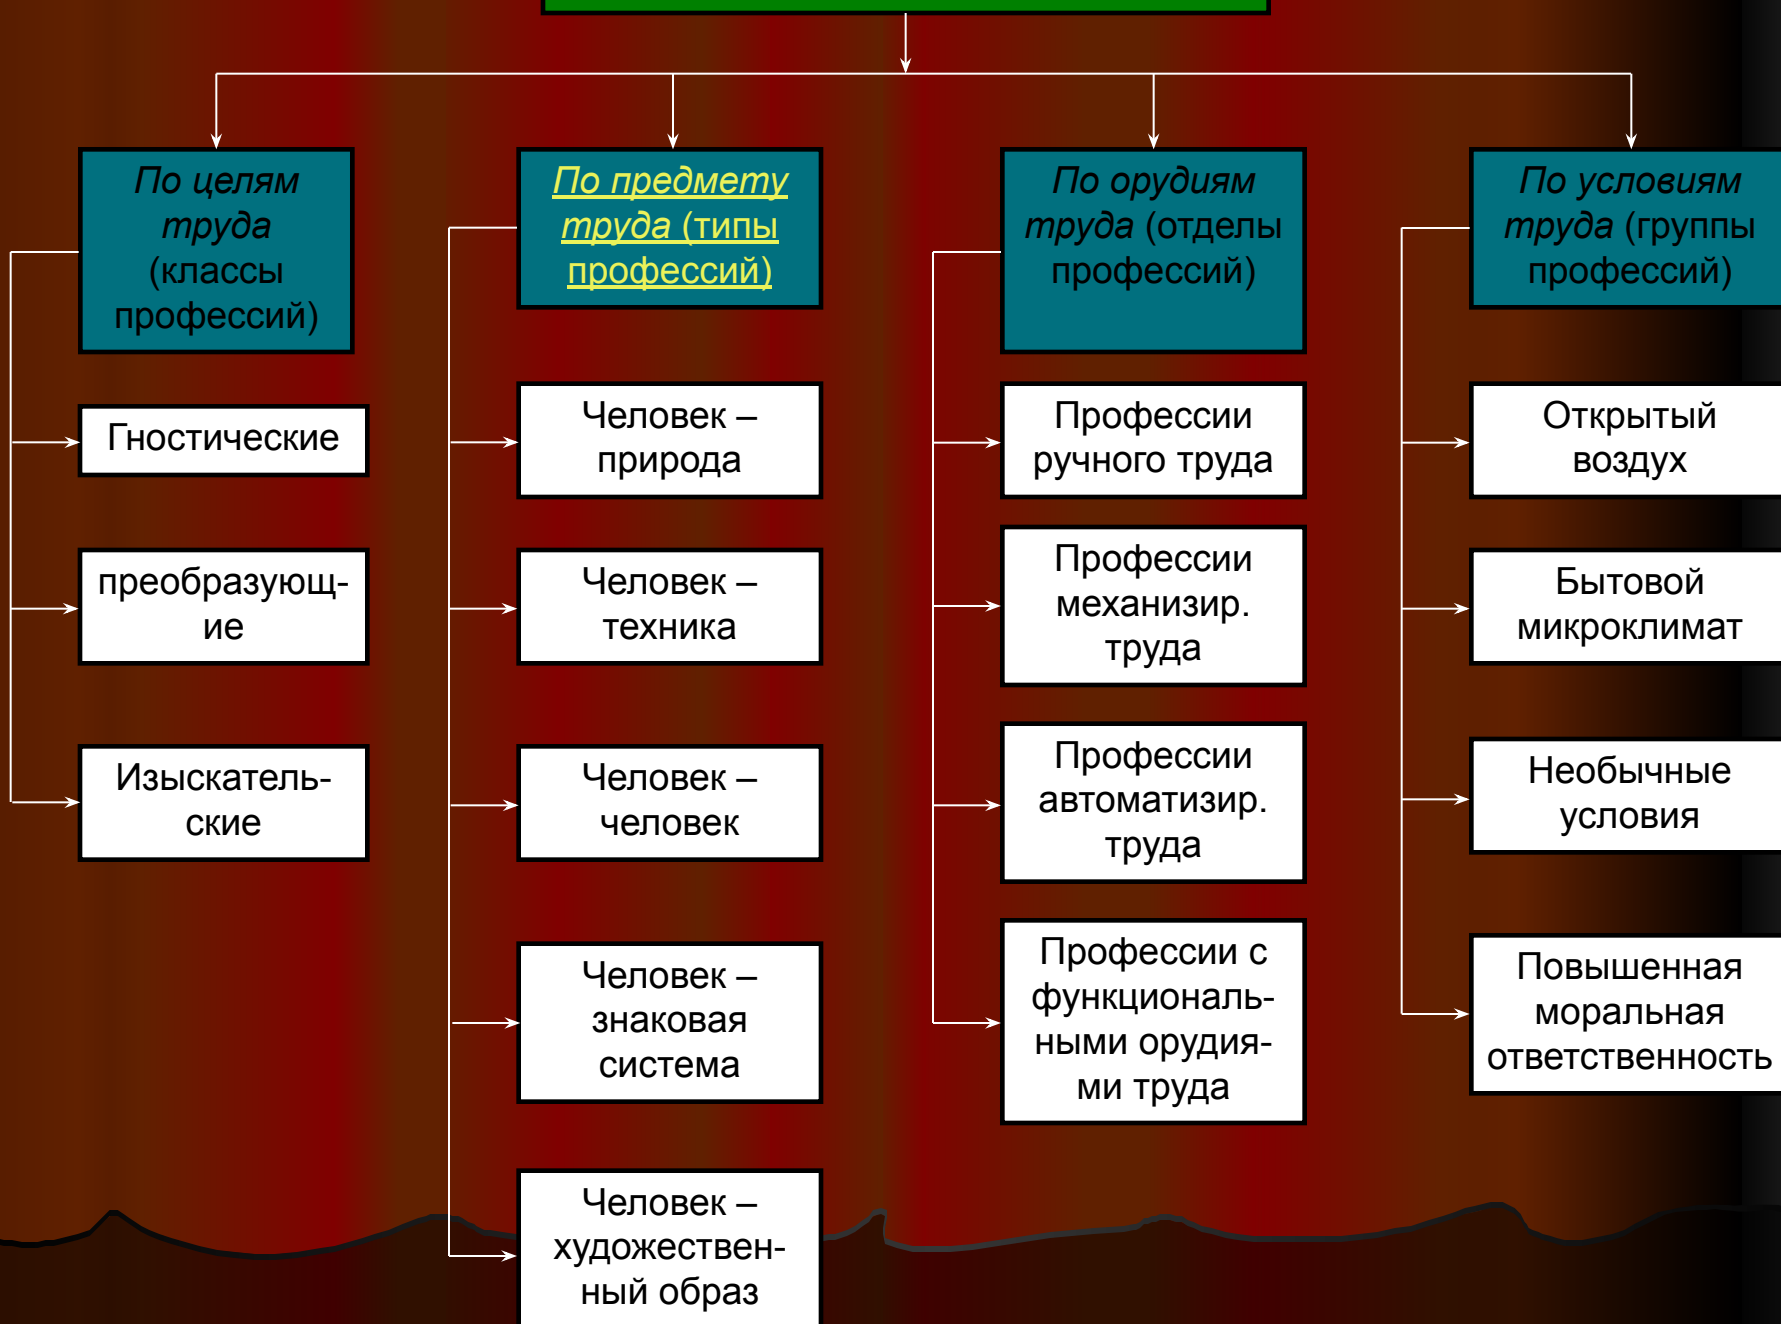 По целям
труда
(классы
профессий)
Гностические
преобразующ-
ие
Изыскатель-
ские
По предмету
труда (типы
профессий)
Человек –
природа
Человек –
техника
Человек –
человек
Человек –
знаковая
система
Человек –
художествен-
ный образ
По орудиям
труда (отделы
профессий)
Профессии
ручного труда
Профессии
механизир.
труда
Профессии
автоматизир.
труда
Профессии с
функциональ-
ными орудия-
ми труда
По условиям
труда (группы
профессий)
Открытый
воздух
Бытовой
микроклимат
Необычные
условия
Повышенная
моральная
ответственность